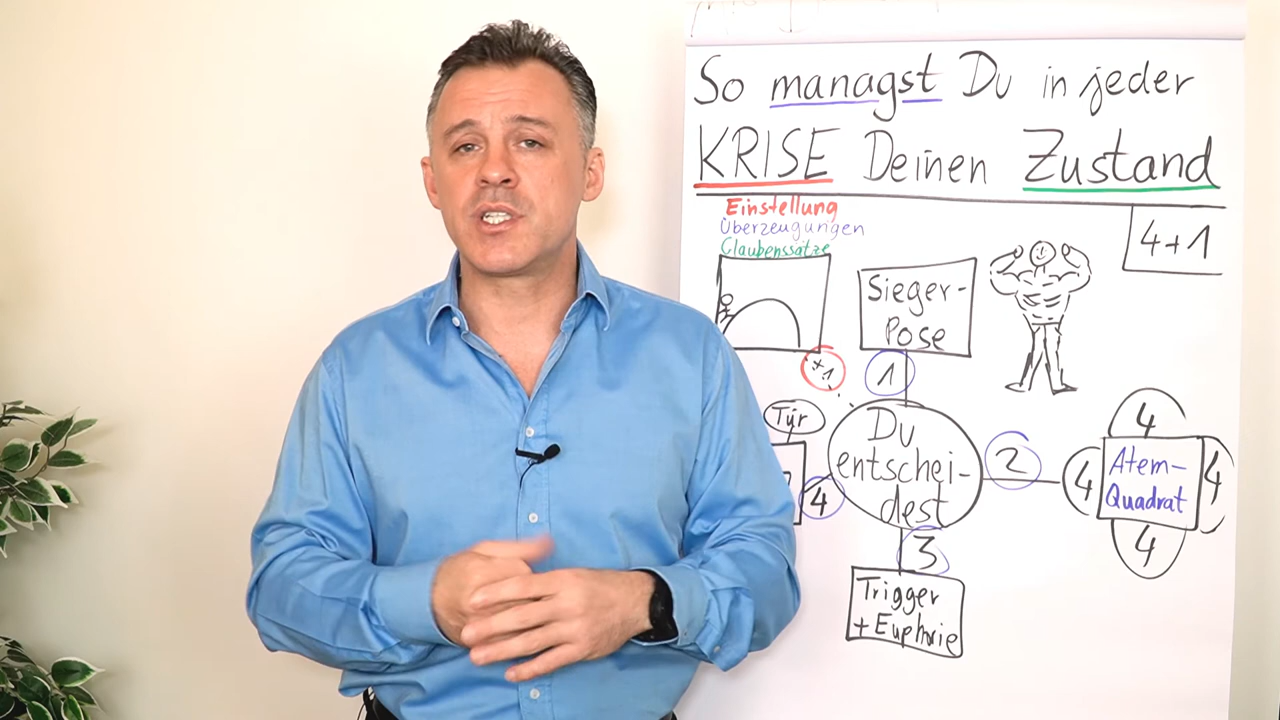 So managst Du in jeder
KRISE Deinen Zustand
Einstellung
Überzeugungen
Glaubenssätze
4+1
Sieger-
Pose
+1
1
Tür
Du
entschei-
dest
2
4
3
4
4
Atem-
Quadrat
4
4
Trigger
+ Euphorie